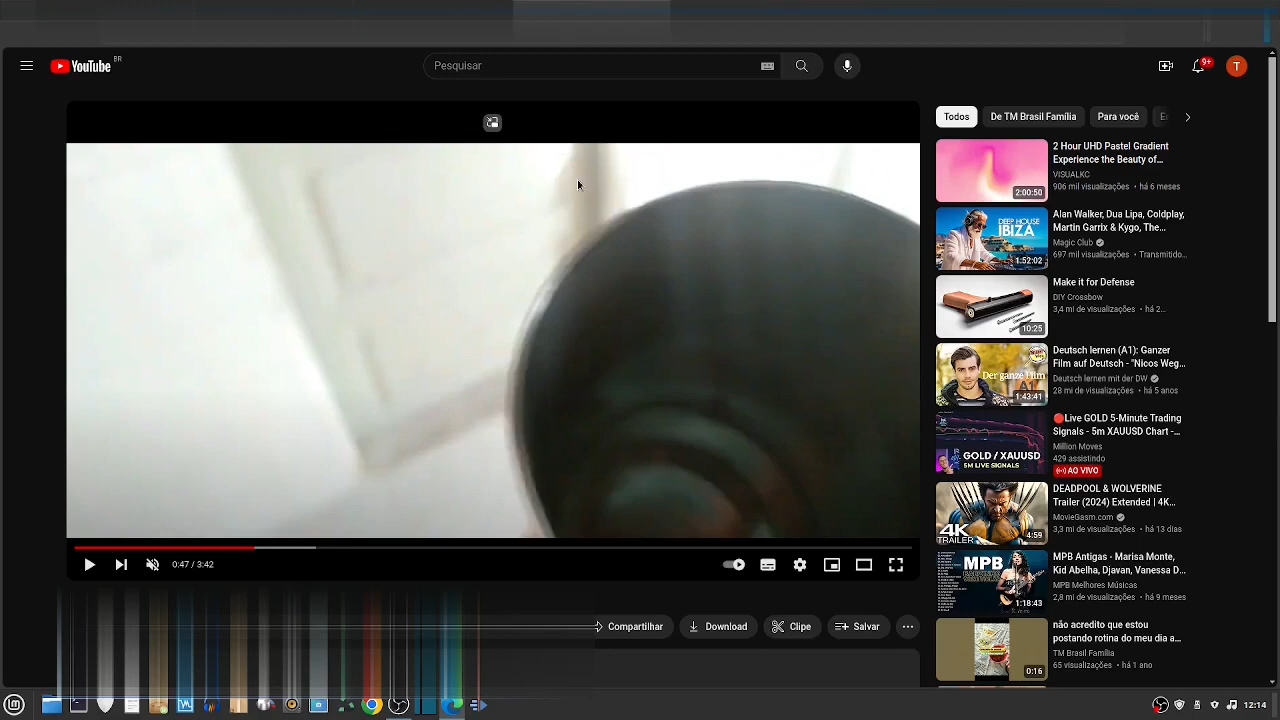 YouTube BR
Pesquisar
9+
T
Todos
De TM Brasil Família
Para você
2 Hour UHD Pastel Gradient
Experience the Beauty of...
VISUALKC
906 mil visualizações • há 6 meses
2:00:50
Alan Walker, Dua Lipa, Coldplay,
Martin Garrix & Kygo, The...
Magic Club
697 mil visualizações • Transmitido...
DEEP HOUSE
IBIZA
1:52:02
Make it for Defense
DIY Crossbow
3,4 mi de visualizações • há 2...
10:25
Deutsch lernen (A1): Ganzer
Film auf Deutsch - "Nicos Weg...
Deutsch lernen mit der DW
28 mi de visualizações • há 5 anos
Der ganze Film
1:43:41
Live GOLD 5-Minute Trading
Signals - 5m XAUUSD Chart -...
Million Moves
429 assistindo
AO VIVO
GOLD / XAUUSD
5M LIVE SIGNALS
DEADPOOL & WOLVERINE
Trailer (2024) Extended | 4K...
MovieGasm.com
3,3 mi de visualizações • há 13 dias
4K
TRAILER
4:59
MPB Antigas - Marisa Monte,
Kid Abelha, Djavan, Vanessa D...
MPB Melhores Músicas
2,8 mi de visualizações • há 9 meses
MPB
1:18:43
não acredito que estou
postando rotina do meu dia a...
TM Brasil Família
65 visualizações • há 1 ano
0:16
0:47 / 3:42
Compartilhar
Download
Clipe
Salvar
12:14